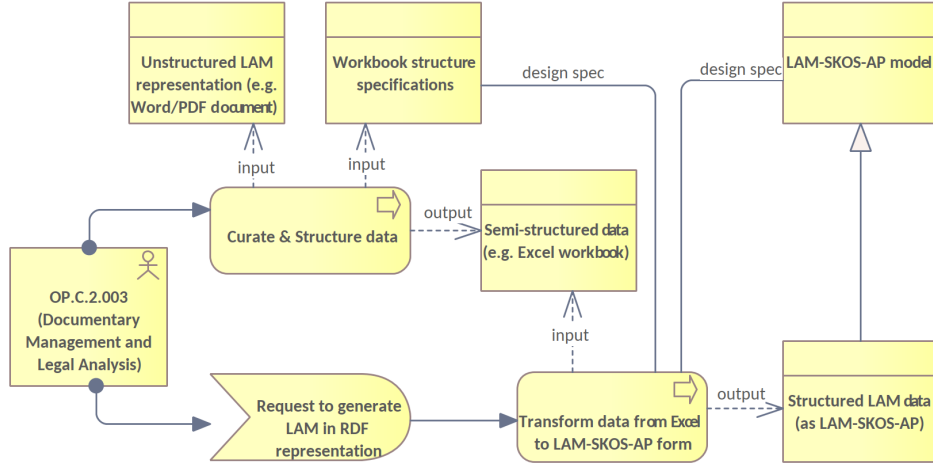 Unstructured LAM
representation (e.g.
Word/PDF document)
Workbook structure
specifications
design spec
design spec
LAM-SKOS-AP model
input
input
Curate & Structure data
output
Semi-structured data
(e.g. Excel workbook)
OP.C.2.003
(Documentary
Management and
Legal Analysis)
input
Request to generate
LAM in RDF
representation
Transform data from Excel
to LAM-SKOS-AP form
output
Structured LAM data
(as LAM-SKOS-AP)